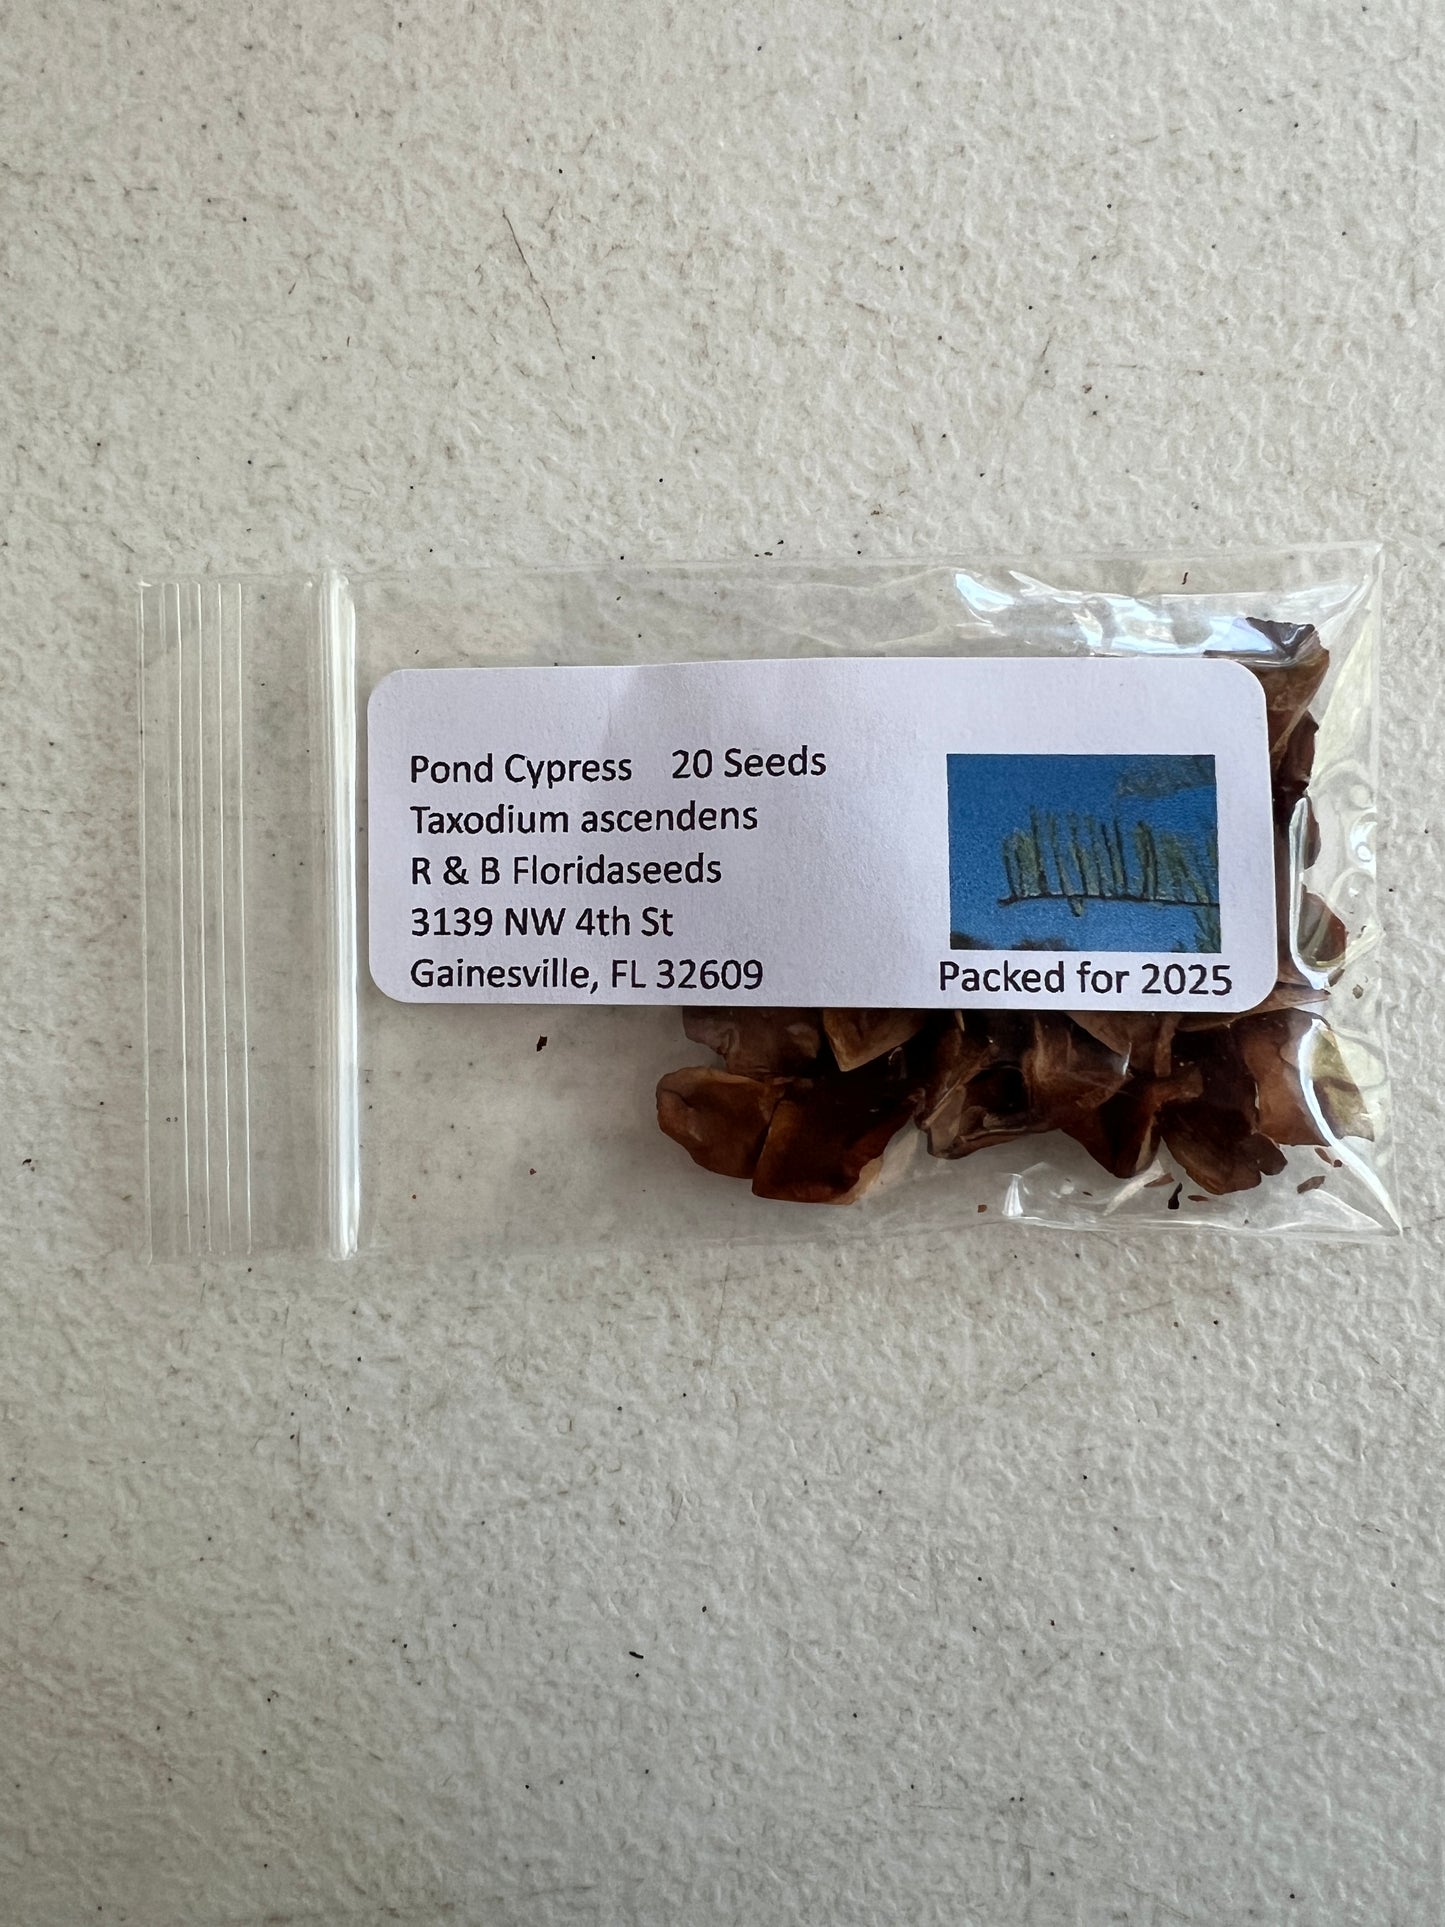 Pond Cypress 20 Seeds
Taxodium ascendens
R & B Floridaseeds
3139 NW 4th St
Gainesville, FL 32609
Packed for 2025